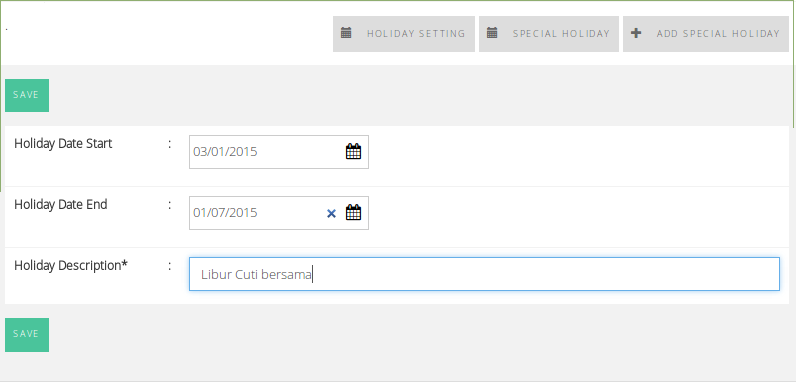 .
HOLIDAY SETTING
SPECIAL HOLIDAY
ADD SPECIAL HOLIDAY
SAVE
Holiday Date Start : 03/01/2015
Holiday Date End : 01/07/2015
Holiday Description* : Libur Cuti bersama
SAVE